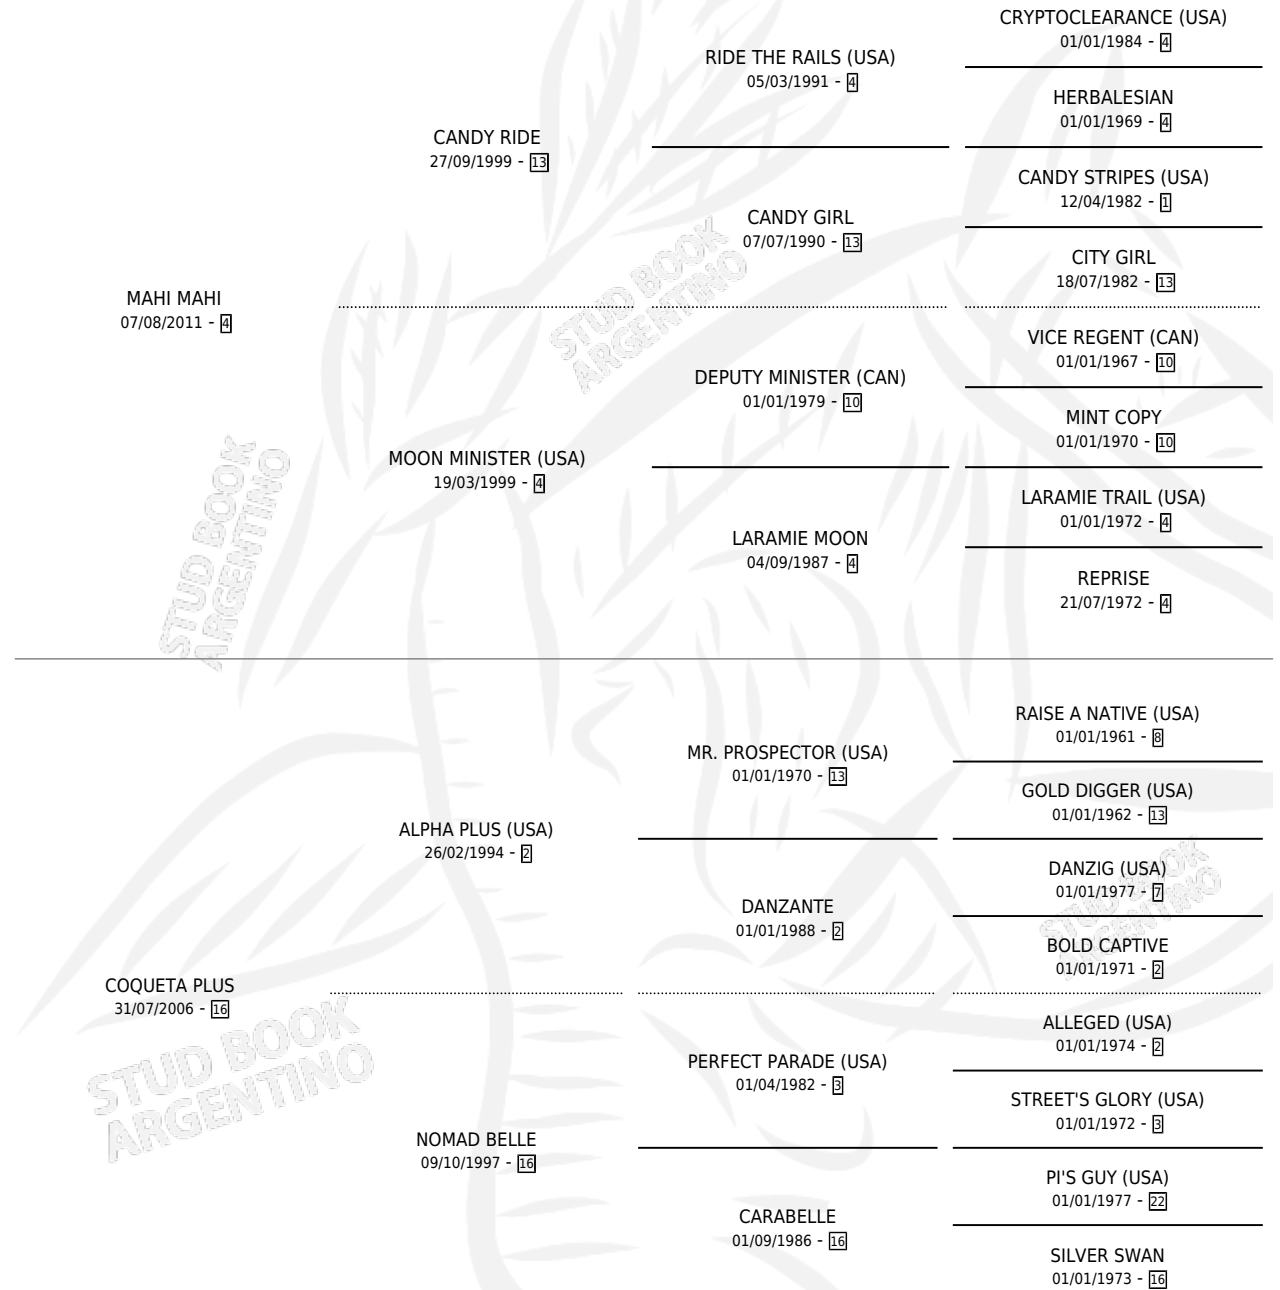 CRYPTOCLEARANCE (USA)
01/01/1984 - 4
RIDE THE RAILS (USA)
05/03/1991 - 4
HERBALESIAN
01/01/1969 - 4
CANDY RIDE
27/09/1999 - 13
CANDY STRIPES (USA)
12/04/1982 - 1
CANDY GIRL
07/07/1990 - 13
CITY GIRL
18/07/1982 - 13
MAHI MAHI
07/08/2011 - 4
VICE REGENT (CAN)
01/01/1967 - 10
DEPUTY MINISTER (CAN)
01/01/1979 - 10
MINT COPY
01/01/1970 - 10
MOON MINISTER (USA)
19/03/1999 - 4
LARAMIE TRAIL (USA)
01/01/1972 - 4
LARAMIE MOON
04/09/1987 - 4
REPRISE
21/07/1972 - 4
RAISE A NATIVE (USA)
01/01/1961 - 8
MR. PROSPECTOR (USA)
01/01/1970 - 13
GOLD DIGGER (USA)
01/01/1962 - 13
ALPHA PLUS (USA)
26/02/1994 - 2
DANZIG (USA)
01/01/1977 - 7
DANZANTE
01/01/1988 - 2
BOLD CAPTIVE
01/01/1971 - 2
COQUETA PLUS
31/07/2006 - 16
ALLEGED (USA)
01/01/1974 - 2
PERFECT PARADE (USA)
01/04/1982 - 3
STREET'S GLORY (USA)
01/01/1972 - 3
NOMAD BELLE
09/10/1997 - 16
PI'S GUY (USA)
01/01/1977 - 22
CARABELLE
01/09/1986 - 16
SILVER SWAN
01/01/1973 - 16
STUD BOOK
ARGENTINO
STUD BOOK
ARGENTINO
STUD BOOK
ARGENTINO
STUD BOOK
ARGENTINO